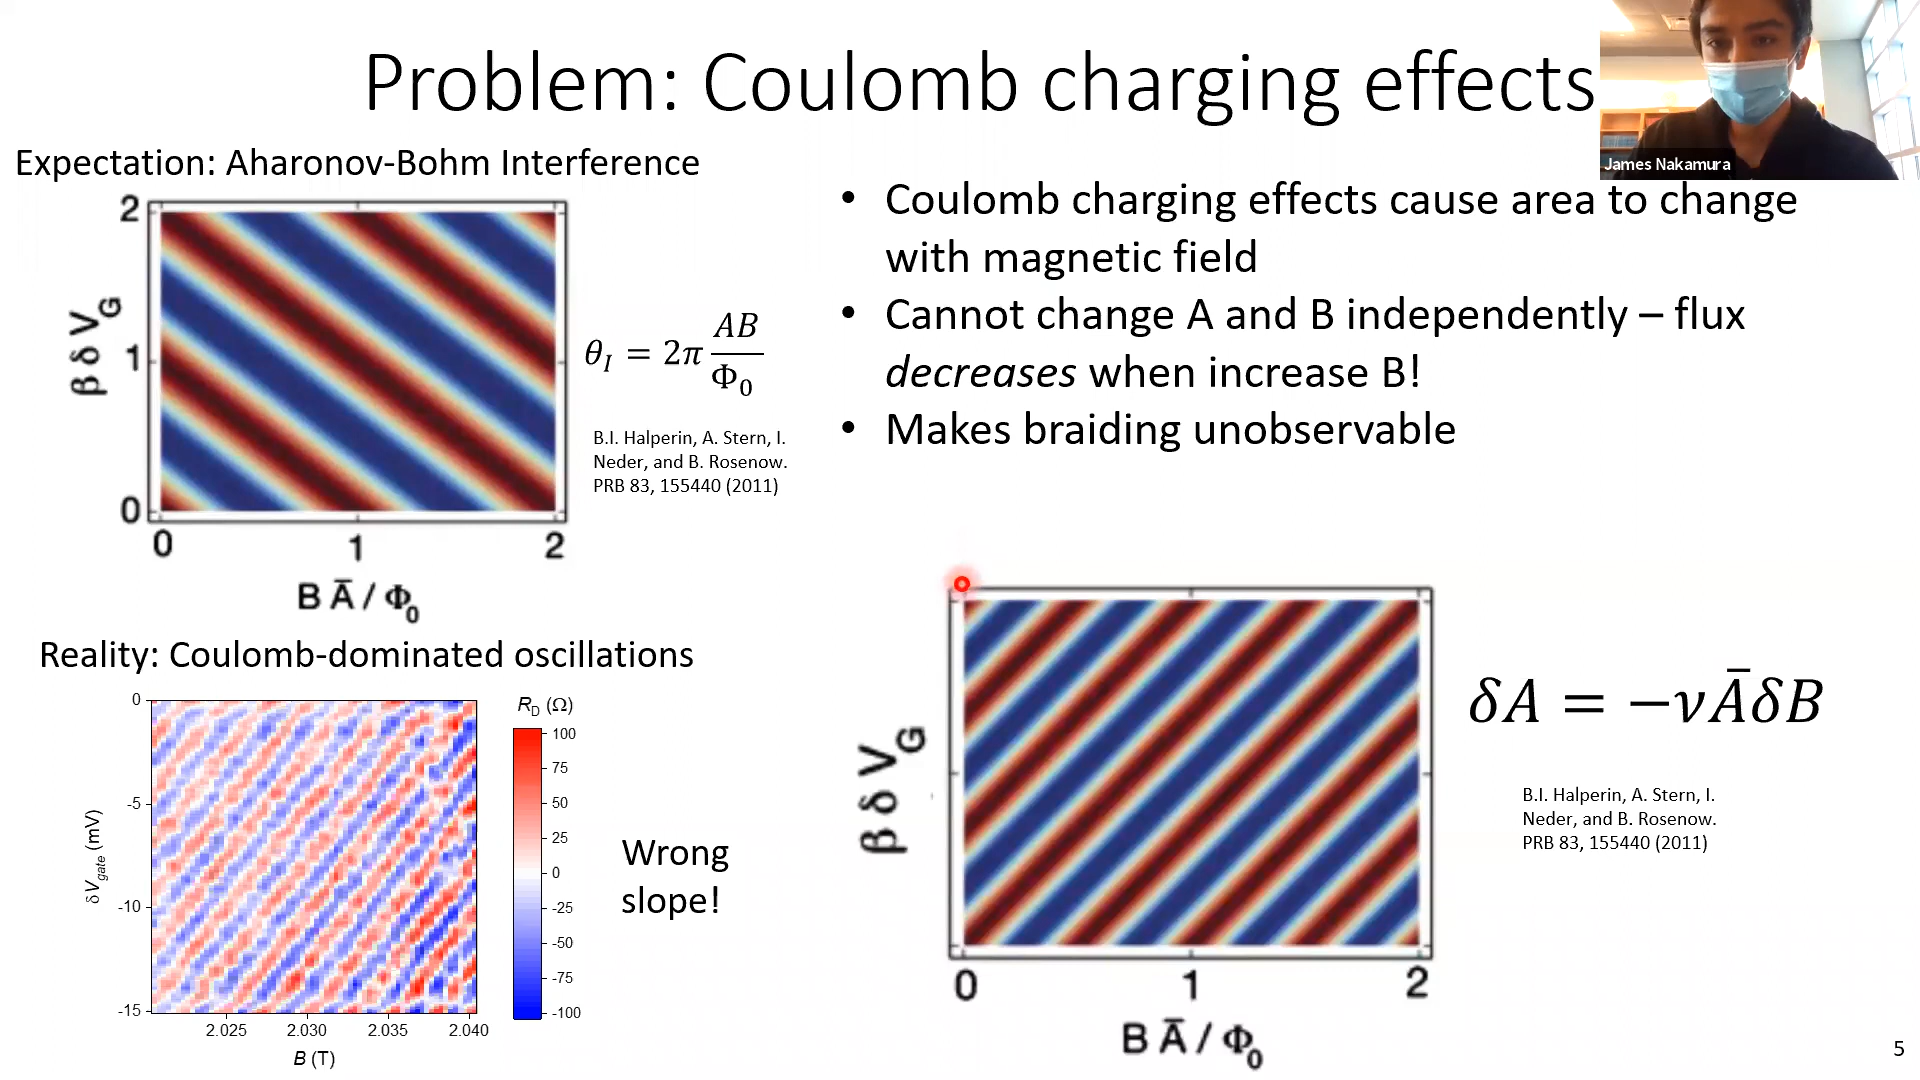 Problem: Coulomb charging effects
James Nakamura
Expectation: Aharonov-Bohm Interference
2
1
0
β δ V_G
0 1 2
B Ā / Φ_0
θ_I = 2π AB/Φ_0
B.I. Halperin, A. Stern, I.
Neder, and B. Rosenow.
PRB 83, 155440 (2011)
• Coulomb charging effects cause area to change
with magnetic field
• Cannot change A and B independently – flux
decreases when increase B!
• Makes braiding unobservable
Reality: Coulomb-dominated oscillations
0
-5
-10
-15
δV_gate (mV)
2.025 2.030 2.035 2.040
B (T)
R_D (Ω)
100
75
50
25
0
-25
-50
-75
-100
Wrong
slope!
β δ V_G
0 1 2
B Ā / Φ_0
δA = −νĀδB
B.I. Halperin, A. Stern, I.
Neder, and B. Rosenow.
PRB 83, 155440 (2011)
5